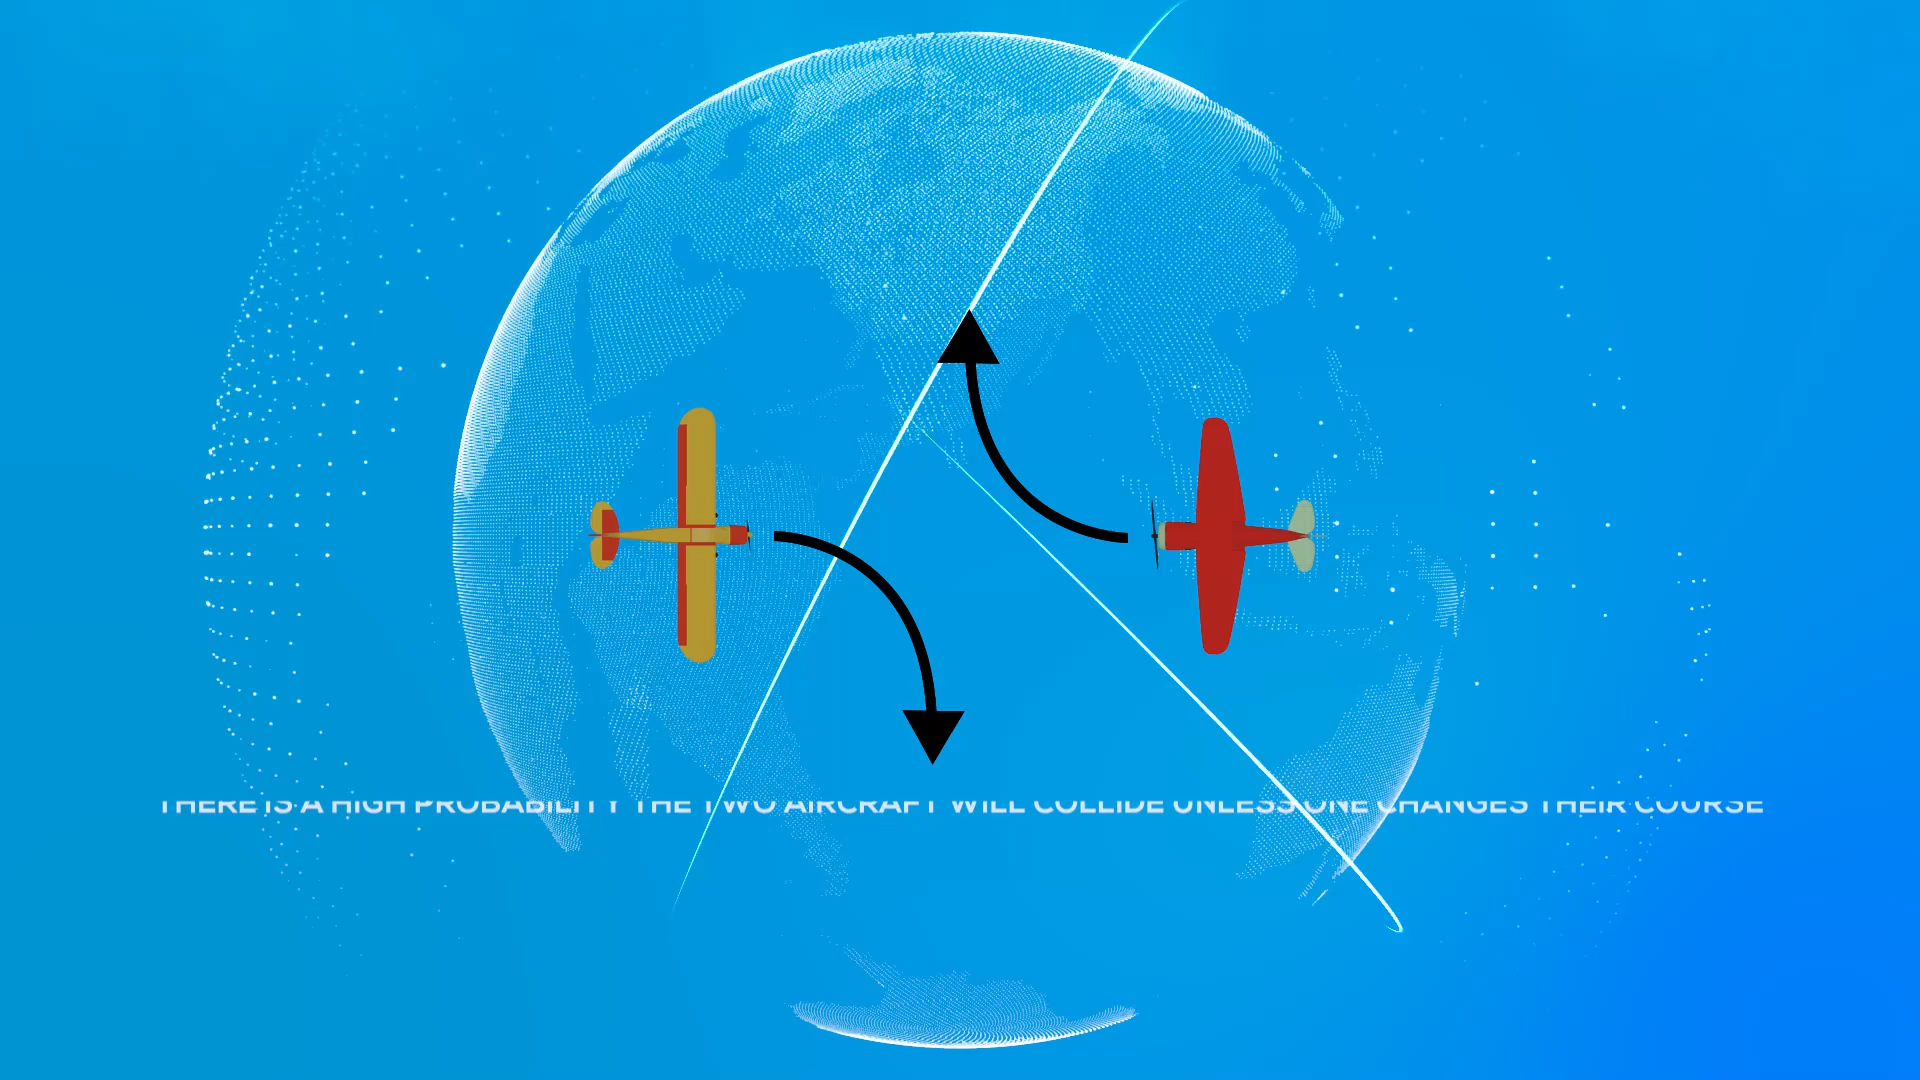 THERE IS A HIGH PROBABILITY THE TWO AIRCRAFT WILL COLLIDE UNLESS ONE CHANGES THEIR COURSE